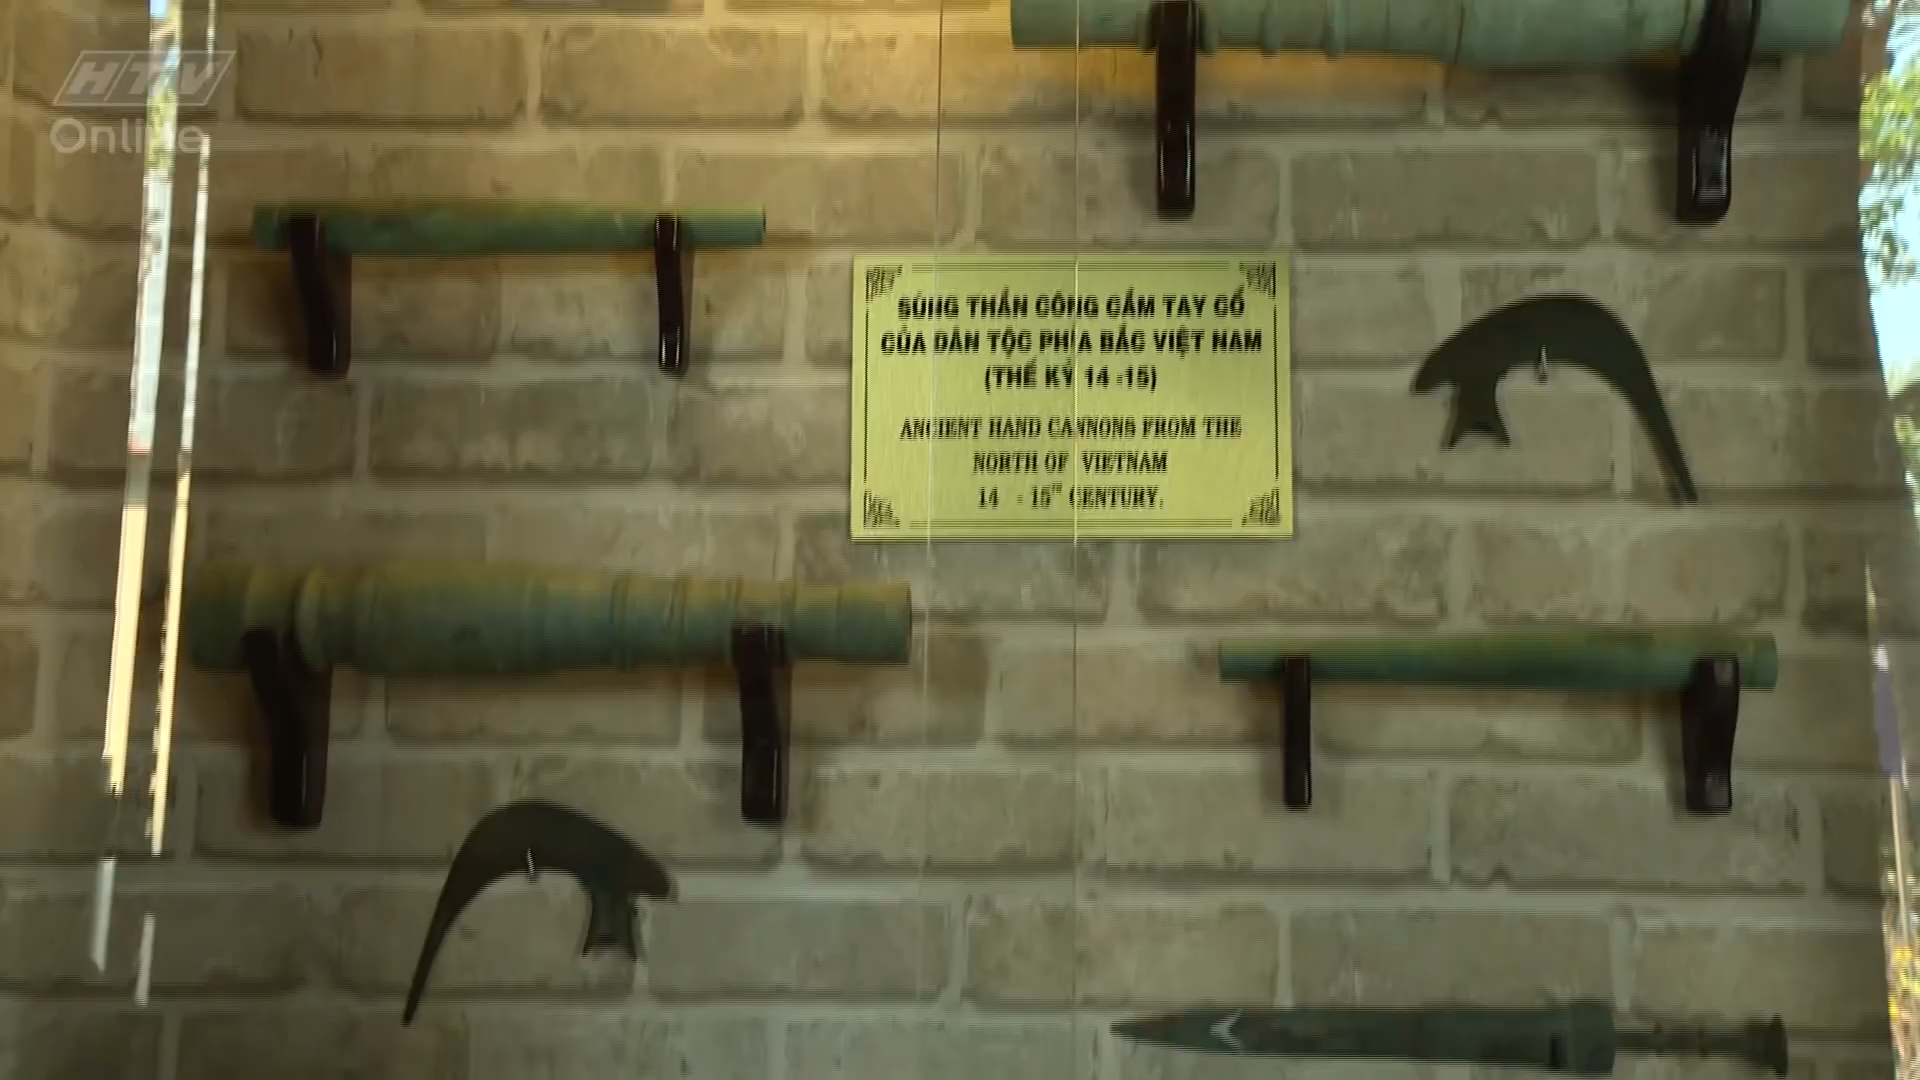 HTV
Online
SÚNG THẦN CÔNG CẦM TAY CỔ
CỦA DÂN TỘC PHÍA BẮC VIỆT NAM
(THẾ KỶ 14 -15)
ANCIENT HAND CANNONS FROM THE
NORTH OF VIETNAM
14 - 15TH CENTURY.